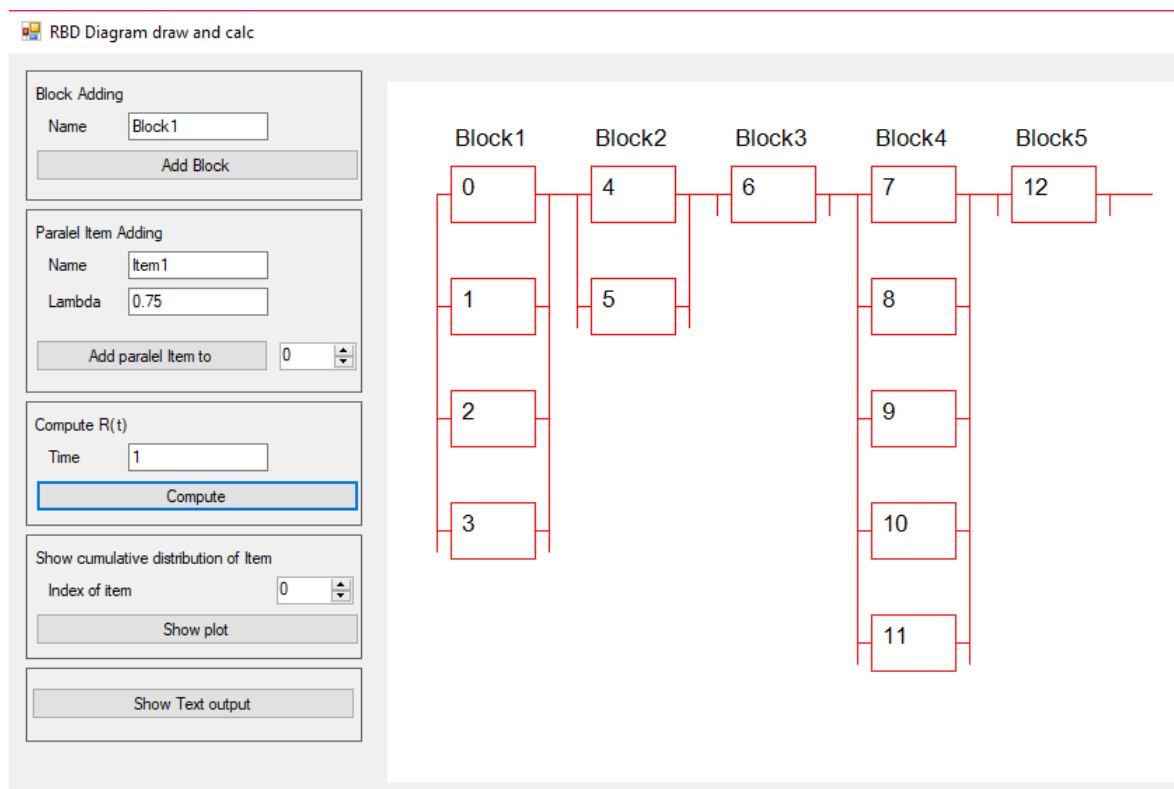 RBD Diagram draw and calc
Block Adding
Name Block1
Add Block
Paralel Item Adding
Name Item1
Lambda 0.75
Add paralel Item to 0
Compute R(t)
Time 1
Compute
Show cumulative distribution of Item
Index of item 0
Show plot
Show Text output
Block1 Block2 Block3 Block4 Block5
0 4 6 7 12
1 5 8
2 9
3 10
11